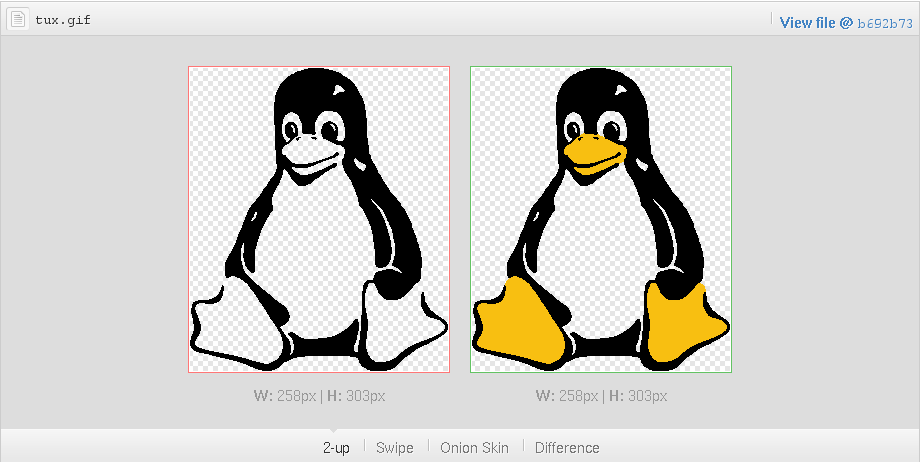 tux.gif
View file @ b692b73
W: 258px | H: 303px
W: 258px | H: 303px
2-up
Swipe
Onion Skin
Difference